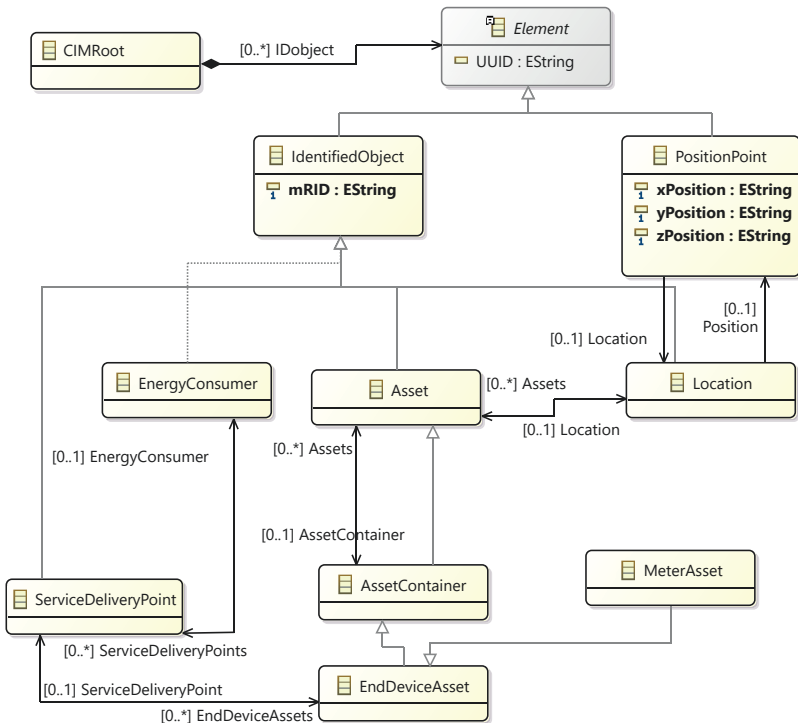 CIMRoot
[0..*] IDobject
Element
UUID : EString
IdentifiedObject
mRID : EString
PositionPoint
xPosition : EString
yPosition : EString
zPosition : EString
[0..1]
Position
[0..1] Location
EnergyConsumer
Asset
[0..*] Assets
Location
[0..1] Location
[0..*] Assets
[0..1] EnergyConsumer
[0..1] AssetContainer
AssetContainer
MeterAsset
ServiceDeliveryPoint
[0..*] ServiceDeliveryPoints
[0..1] ServiceDeliveryPoint
EndDeviceAsset
[0..*] EndDeviceAssets